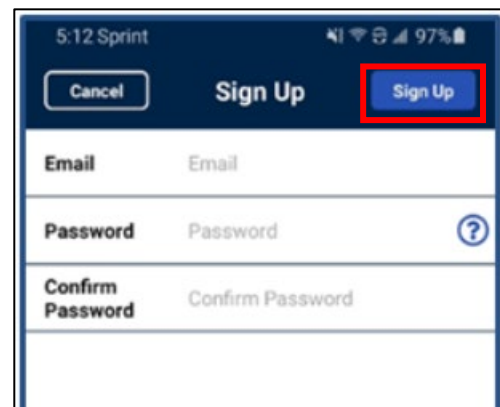 5:12 Sprint 97%
Cancel Sign Up Sign Up
Email Email
Password Password ?
Confirm Password Confirm Password